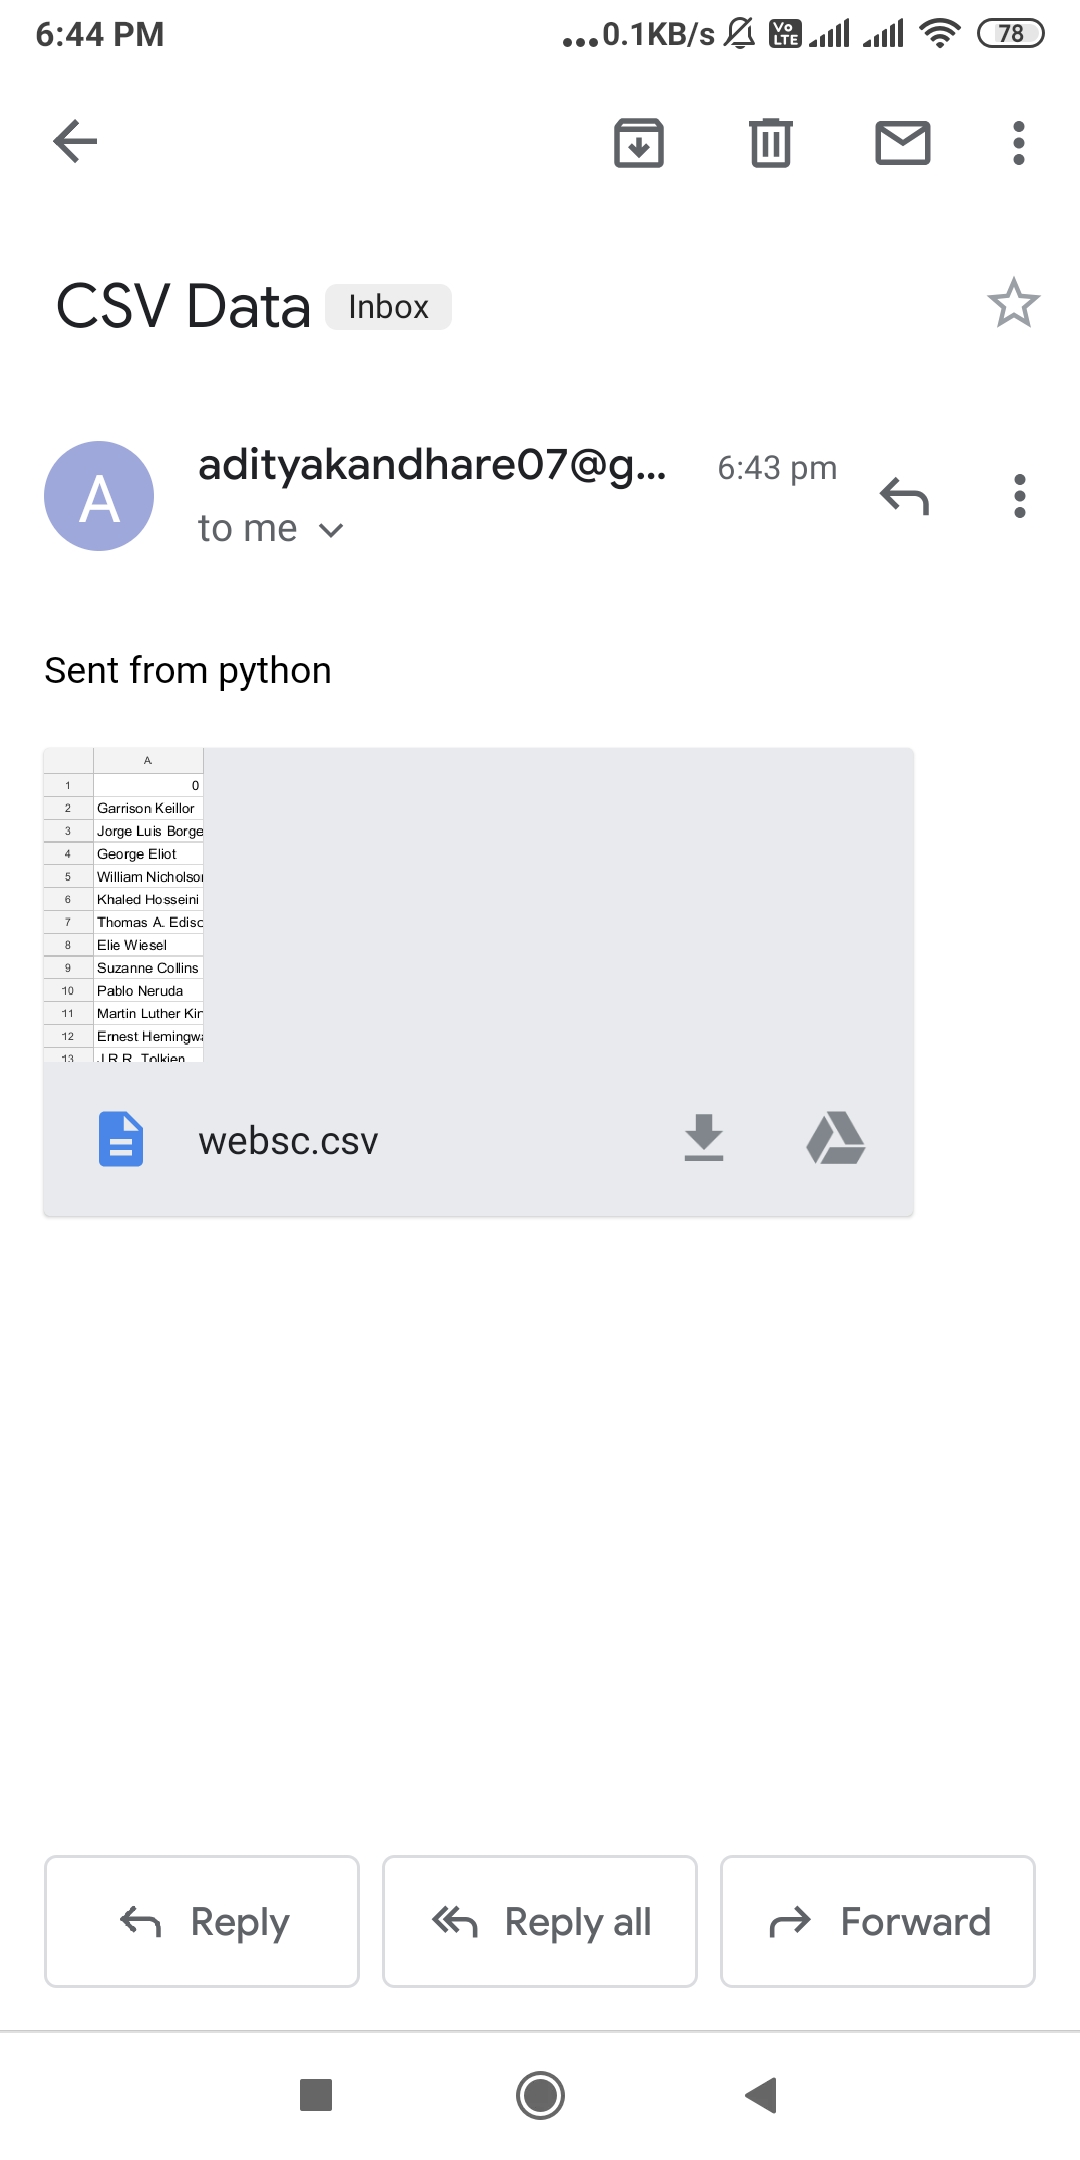 6:44 PM ...0.1KB/s Vo LTE 78
CSV Data Inbox
A adityakandhare07@g... 6:43 pm
to me
Sent from python
A
1 0
2 Garrison Keillor
3 Jorge Luis Borge
4 George Eliot
5 William Nicholso
6 Khaled Hosseini
7 Thomas A. Edisc
8 Elie Wiesel
9 Suzanne Collins
10 Pablo Neruda
11 Martin Luther Kin
12 Ernest Hemingwa
13 J.R.R. Tolkien
websc.csv
Reply Reply all Forward